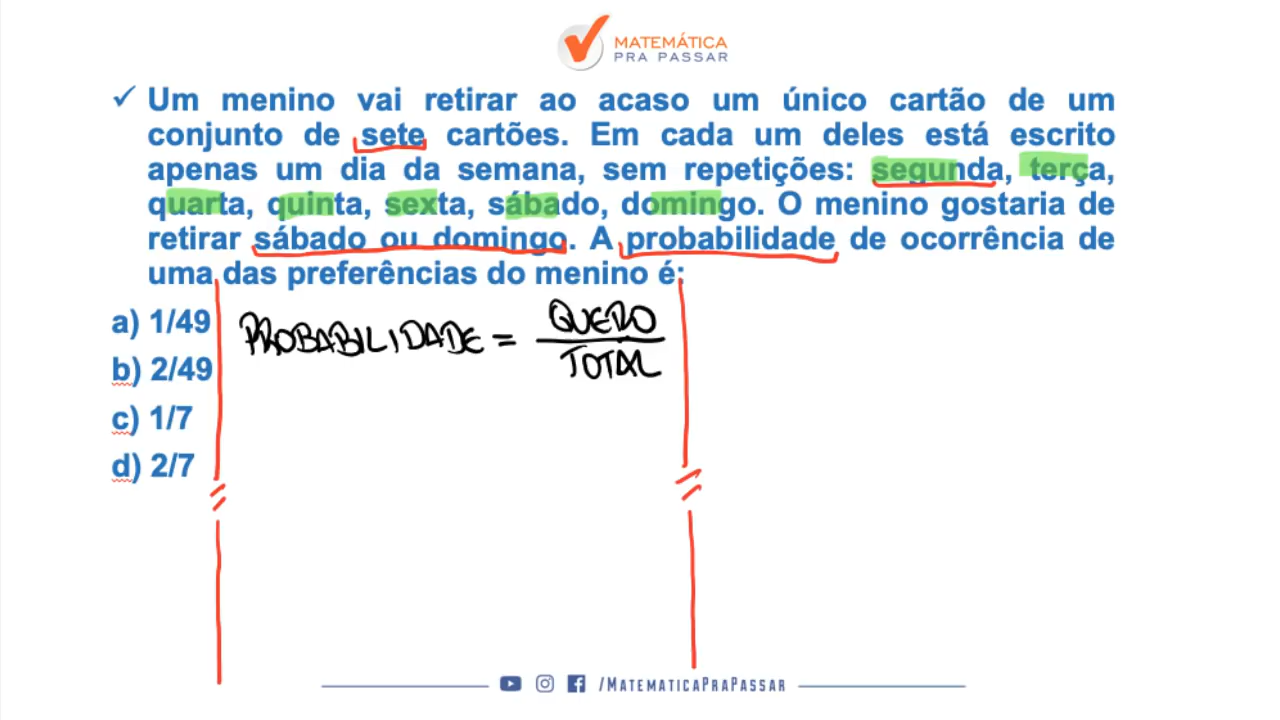 MATEMÁTICA
PRA PASSAR
✓ Um menino vai retirar ao acaso um único cartão de um
conjunto de sete cartões. Em cada um deles está escrito
apenas um dia da semana, sem repetições: segunda, terça,
quarta, quinta, sexta, sábado, domingo. O menino gostaria de
retirar sábado ou domingo. A probabilidade de ocorrência de
uma das preferências do menino é:
a) 1/49
b) 2/49
c) 1/7
d) 2/7
PROBABILIDADE = QUERO
TOTAL
/MATEMATICAPRAPASSAR